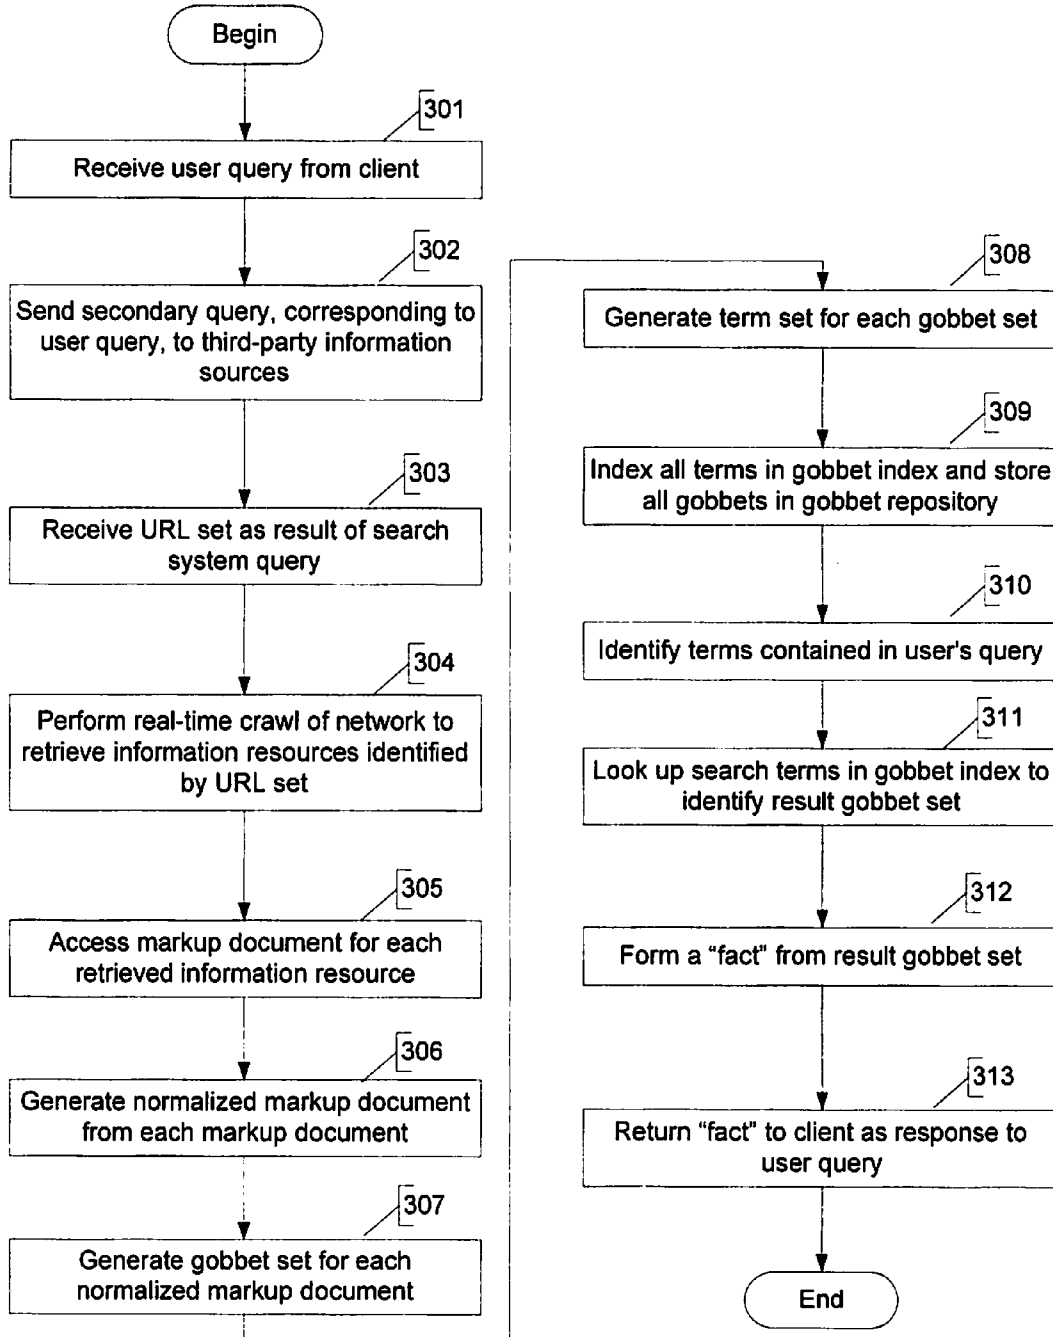 Begin
301
Receive user query from client
302
Send secondary query, corresponding to
user query, to third-party information
sources
303
Receive URL set as result of search
system query
304
Perform real-time crawl of network to
retrieve information resources identified
by URL set
305
Access markup document for each
retrieved information resource
306
Generate normalized markup document
from each markup document
307
Generate gobbet set for each
normalized markup document
308
Generate term set for each gobbet set
309
Index all terms in gobbet index and store
all gobbets in gobbet repository
310
Identify terms contained in user's query
311
Look up search terms in gobbet index to
identify result gobbet set
312
Form a “fact” from result gobbet set
313
Return “fact” to client as response to
user query
End